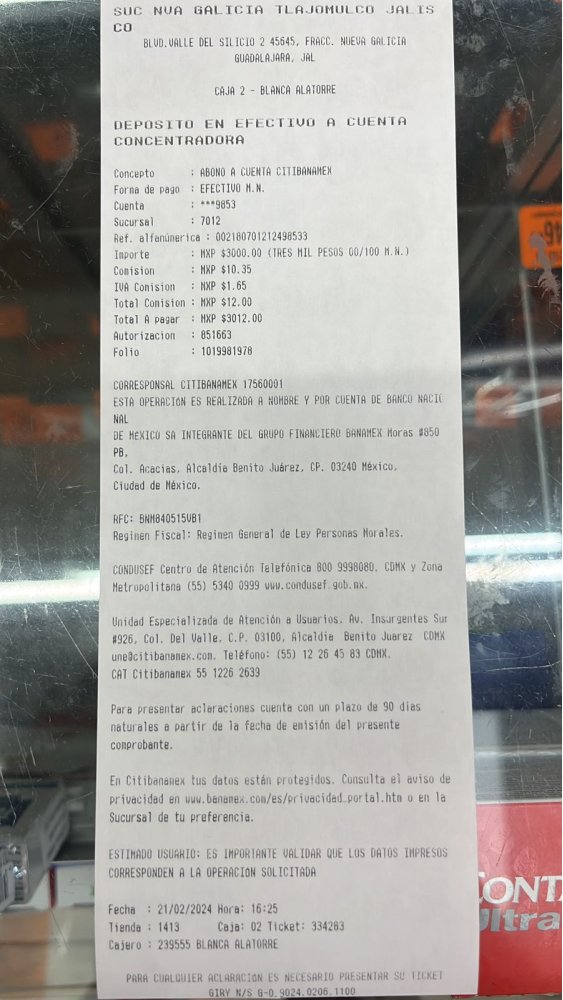 SUC NVA GALICIA TLAJOMULCO JALIS
CO
BLVD.VALLE DEL SILICIO 2 45645, FRACC. NUEVA GALICIA
GUADALAJARA, JAL
CAJA 2 - BLANCA ALATORRE
DEPOSITO EN EFECTIVO A CUENTA
CONCENTRADORA
Concepto : ABONO A CUENTA CITIBANAMEX
Forma de pago : EFECTIVO M.N.
Cuenta : ***9853
Sucursal : 7012
Ref. alfanúmerica : 002180701212498533
Importe : MXP $3000.00 (TRES MIL PESOS 00/100 M.N.)
Comision : MXP $10.35
IVA Comision : MXP $1.65
Total Comision : MXP $12.00
Total A pagar : MXP $3012.00
Autorizacion : 851663
Folio : 1019981978
CORRESPONSAL CITIBANAMEX 17560001
ESTA OPERACION ES REALIZADA A NOMBRE Y POR CUENTA DE BANCO NACIO
NAL
DE MEXICO SA INTEGRANTE DEL GRUPO FINANCIERO BANAMEX Moras #850
PB,
Col. Acacias, Alcaldia Benito Juárez, CP. 03240 México,
Ciudad de México.
RFC: BNM840515VB1
Regimen Fiscal: Regimen General de Ley Personas Morales.
CONDUSEF Centro de Atención Telefónica 800 9998080. CDMX y Zona
Metropolitana (55) 5340 0999 www.condusef.gob.mx.
Unidad Especializada de Atención a Usuarios. Av. Insurgentes Sur
#926, Col. Del Valle. C.P. 03100, Alcaldia Benito Juarez CDMX
une@citibanamex.com. Teléfono: (55) 12 26 45 83 CDMX.
CAT Citibanamex 55 1226 2639
Para presentar aclaraciones cuenta con un plazo de 90 dias
naturales a partir de la fecha de emisión del presente
comprobante.
En Citibanamex tus datos están protegidos. Consulta el aviso de
privacidad en www.banamex.com/es/privacidad_portal.htm o en la
Sucursal de tu preferencia.
ESTIMADO USUARIO: ES IMPORTANTE VALIDAR QUE LOS DATOS IMPRESOS
CORRESPONDEN A LA OPERACION SOLICITADA
Fecha : 21/02/2024 Hora: 16:25
Tienda : 1413 Caja: 02 Ticket: 334283
Cajero : 239555 BLANCA ALATORRE
PARA CUALQUIER ACLARACION ES NECESARIO PRESENTAR SU TICKET
GIRY N/S G-0.9024.0206.1100
CONTA
Ultra